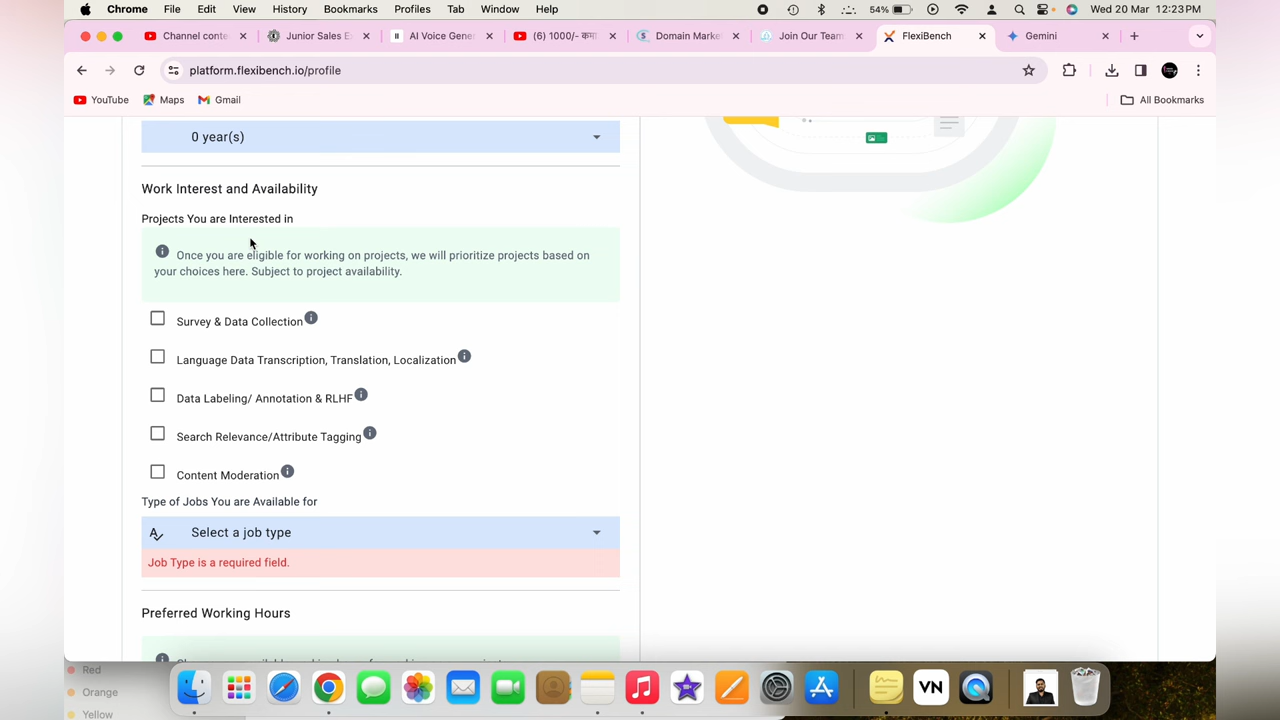 Chrome File Edit View History Bookmarks Profiles Tab Window Help 54% Wed 20 Mar 12:23PM
Channel conte Junior Sales E AI Voice Gene (6) 1000/- कमा Domain Marke Join Our Team FlexiBench Gemini
platform.flexibench.io/profile
YouTube Maps Gmail All Bookmarks
0 year(s)
Work Interest and Availability
Projects You are Interested in
Once you are eligible for working on projects, we will prioritize projects based on
your choices here. Subject to project availability.
Survey & Data Collection
Language Data Transcription, Translation, Localization
Data Labeling/ Annotation & RLHF
Search Relevance/Attribute Tagging
Content Moderation
Type of Jobs You are Available for
Select a job type
Job Type is a required field.
Preferred Working Hours
Red
Orange
Yellow
VN